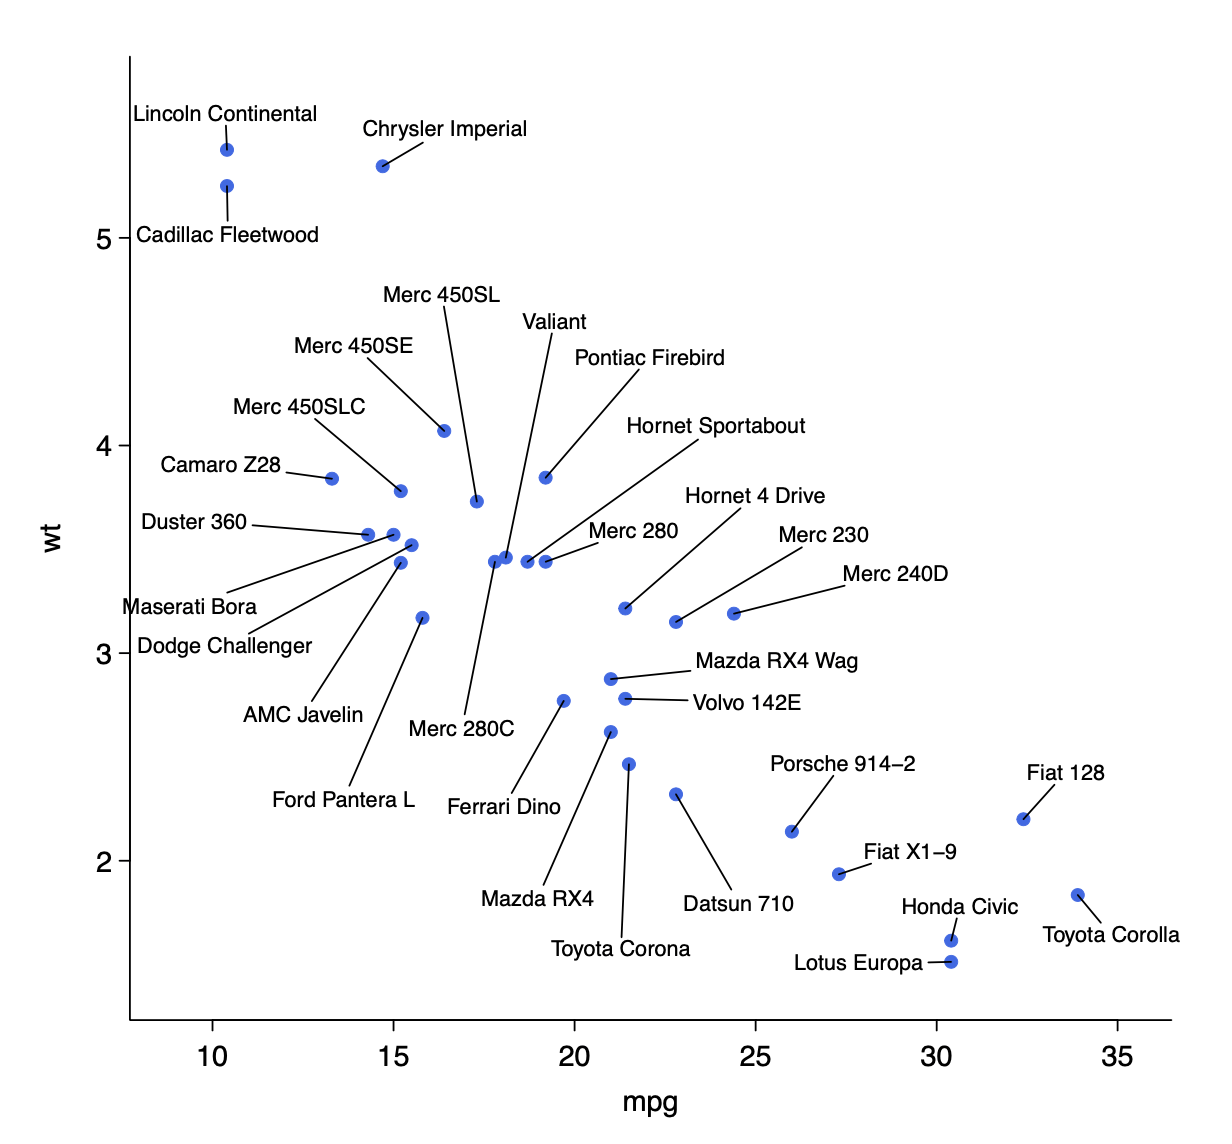 Lincoln Continental
Chrysler Imperial
Cadillac Fleetwood
5
Merc 450SL
Valiant
Merc 450SE
Pontiac Firebird
Merc 450SLC
Hornet Sportabout
4
Camaro Z28
Hornet 4 Drive
Duster 360
Merc 280
Merc 230
wt
Merc 240D
Maserati Bora
Dodge Challenger
3
Mazda RX4 Wag
Volvo 142E
AMC Javelin
Merc 280C
Porsche 914−2
Fiat 128
Ford Pantera L
Ferrari Dino
Fiat X1−9
2
Mazda RX4
Datsun 710
Honda Civic
Toyota Corolla
Toyota Corona
Lotus Europa
10 15 20 25 30 35
mpg